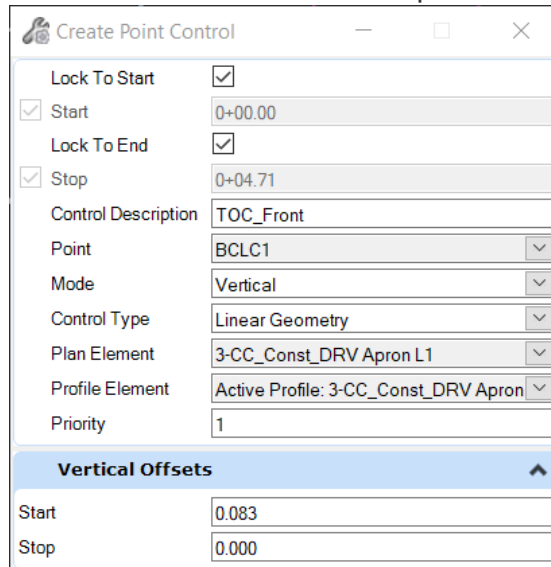 Create Point Control
Lock To Start
Start 0+00.00
Lock To End
Stop 0+04.71
Control Description TOC_Front
Point BCLC1
Mode Vertical
Control Type Linear Geometry
Plan Element 3-CC_Const_DRV Apron L1
Profile Element Active Profile: 3-CC_Const_DRV Apron
Priority 1
Vertical Offsets
Start 0.083
Stop 0.000